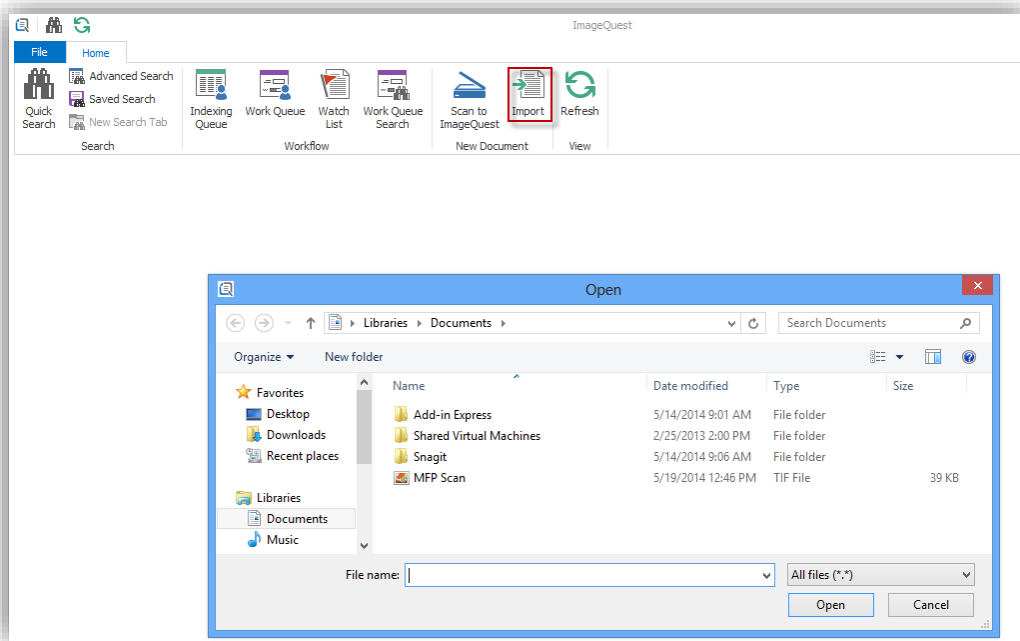 ImageQuest
File Home
Quick Search
Advanced Search
Saved Search
New Search Tab
Search
Indexing Queue
Work Queue
Watch List
Work Queue Search
Workflow
Scan to ImageQuest
Import
New Document
Refresh
View
Open
Libraries Documents
Search Documents
Organize New folder
Favorites
Desktop
Downloads
Recent places
Libraries
Documents
Music
Name Date modified Type Size
Add-in Express 5/14/2014 9:01 AM File folder
Shared Virtual Machines 2/25/2013 2:00 PM File folder
Snagit 5/14/2014 9:06 AM File folder
MFP Scan 5/19/2014 12:46 PM TIF File 39 KB
File name: All files (*.*)
Open Cancel